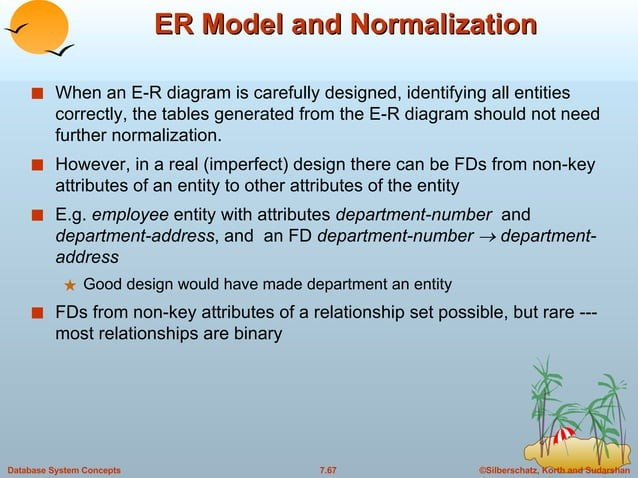 ER Model and Normalization
When an E-R diagram is carefully designed, identifying all entities
correctly, the tables generated from the E-R diagram should not need
further normalization.
However, in a real (imperfect) design there can be FDs from non-key
attributes of an entity to other attributes of the entity
E.g. employee entity with attributes department-number and
department-address, and an FD department-number → department-
address
Good design would have made department an entity
FDs from non-key attributes of a relationship set possible, but rare ---
most relationships are binary
Database System Concepts
7.67
©Silberschatz, Korth and Sudarshan